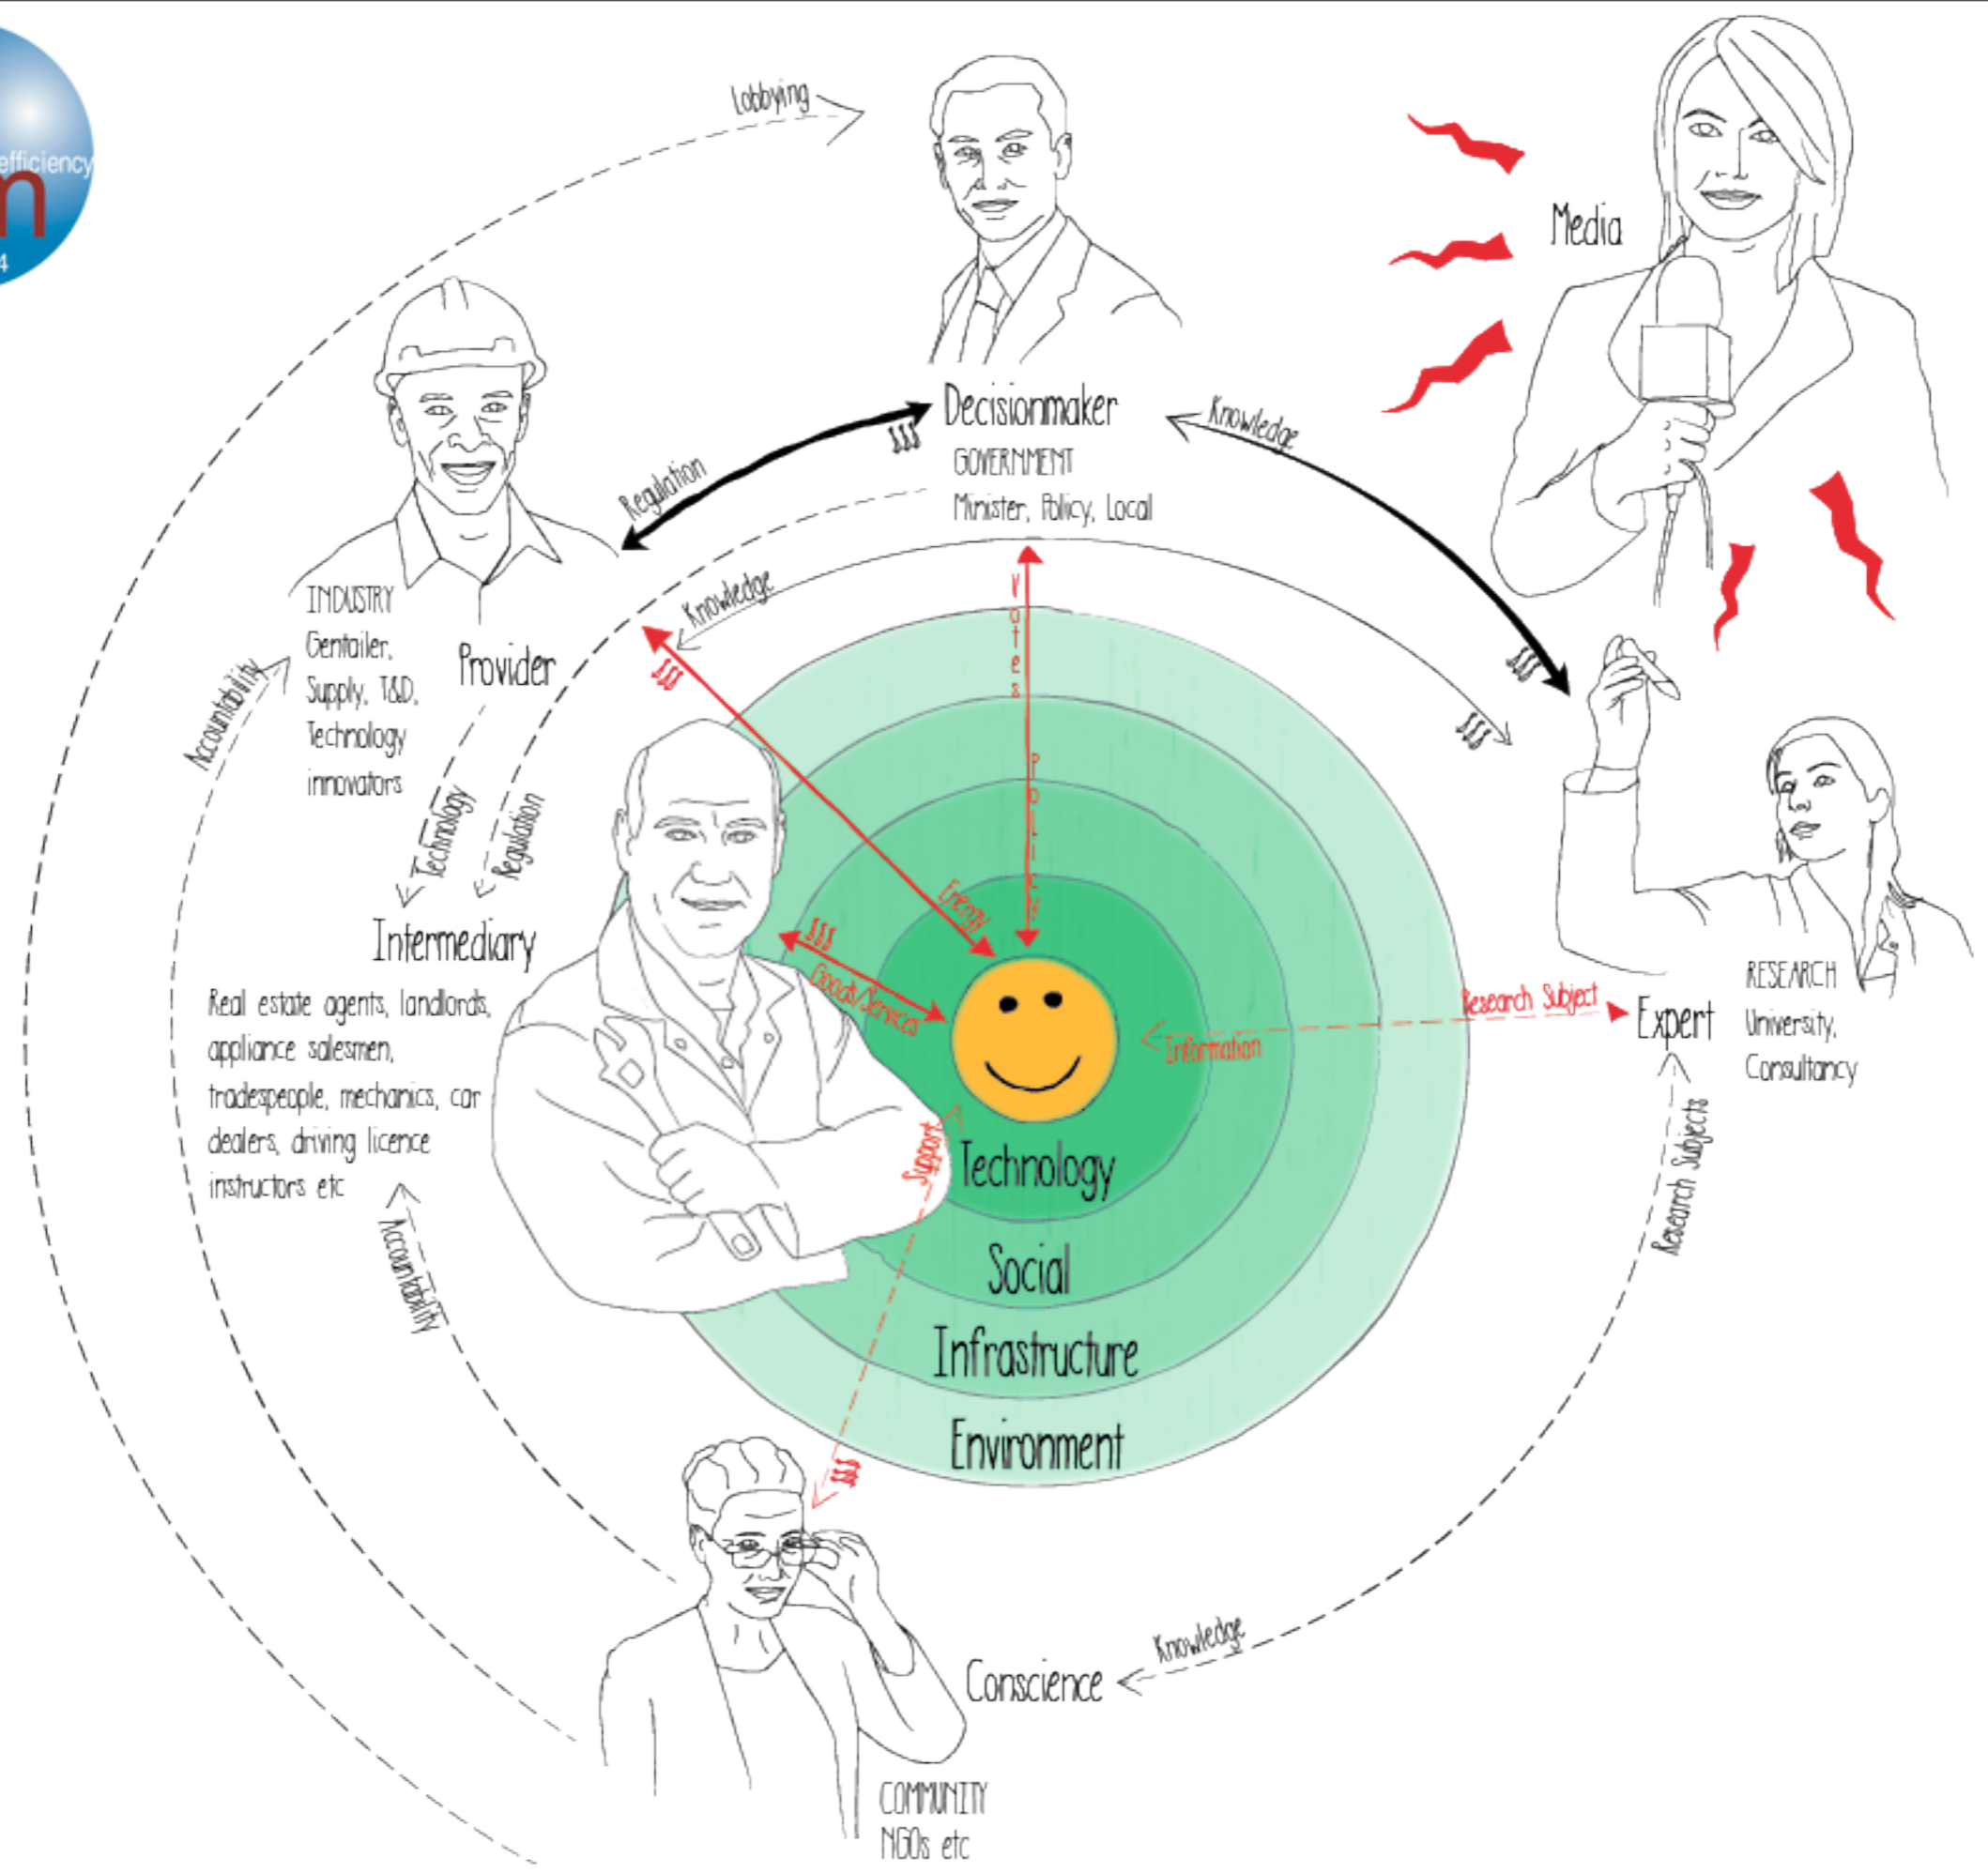 efficiency
m
4
Lobbying
Media
Decisionmaker
GOVERNMENT
Minister, Policy, Local
Knowledge
$$$
Regulation
$$$
INDUSTRY
Gentailer,
Supply, T&D,
Technology
innovators
Provider
Accountability
Knowledge
$$$
$$$
Votes
Policy
Technology
Regulation
Energy
Intermediary
Real estate agents, landlords,
appliance salesmen,
tradespeople, mechanics, car
dealers, driving licence
instructors etc
$$$
Goods/Services
Information
Research Subject
Expert
RESEARCH
University,
Consultancy
Support
Technology
Social
Infrastructure
Environment
Accountability
Research Subjects
$$$
Knowledge
Conscience
COMMUNITY
NGOs etc